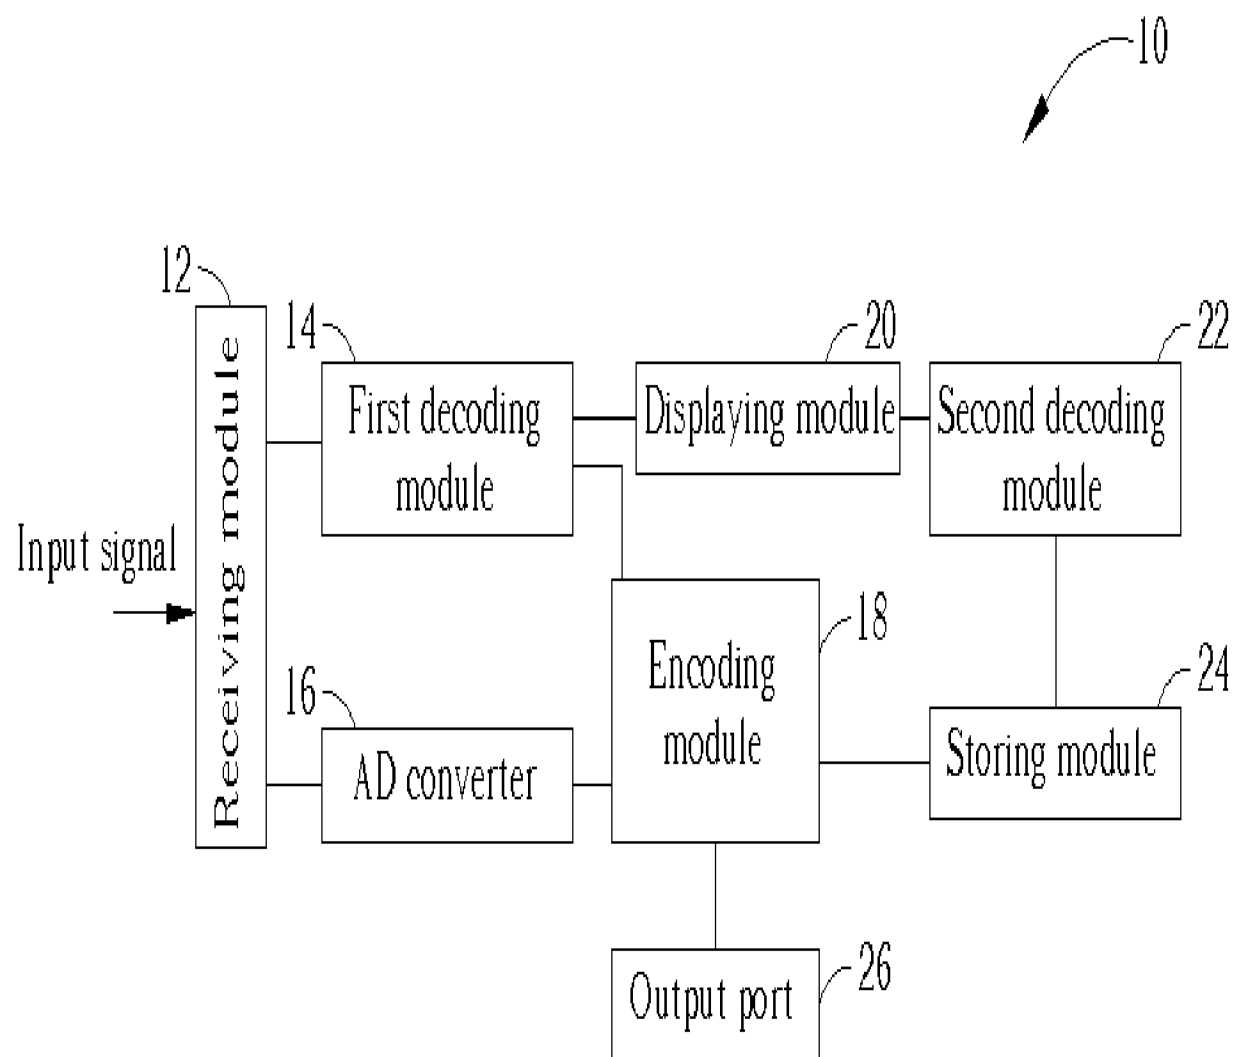 10
12
14
20
22
First decoding
module
Displaying module
Second decoding
module
Receiving module
Input signal
18
Encoding
module
16
AD converter
24
Storing module
26
Output port